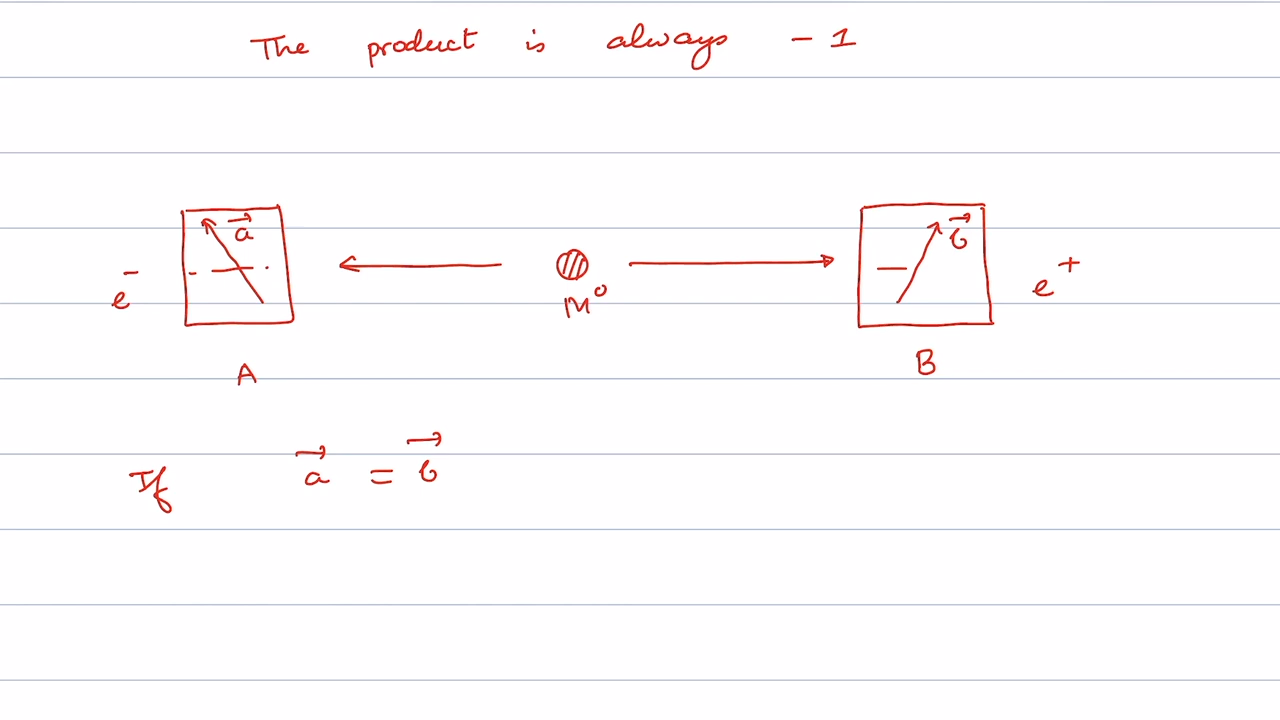 The product is always - 1
a⃗
b⃗
e⁻
M⁰
e⁺
A
B
If a⃗ = b⃗